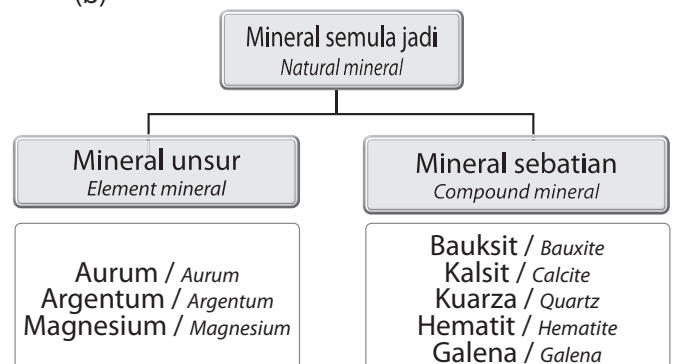 (b)
Mineral semula jadi
Natural mineral
Mineral unsur
Element mineral
Mineral sebatian
Compound mineral
Aurum / Aurum
Argentum / Argentum
Magnesium / Magnesium
Bauksit / Bauxite
Kalsit / Calcite
Kuarza / Quartz
Hematit / Hematite
Galena / Galena